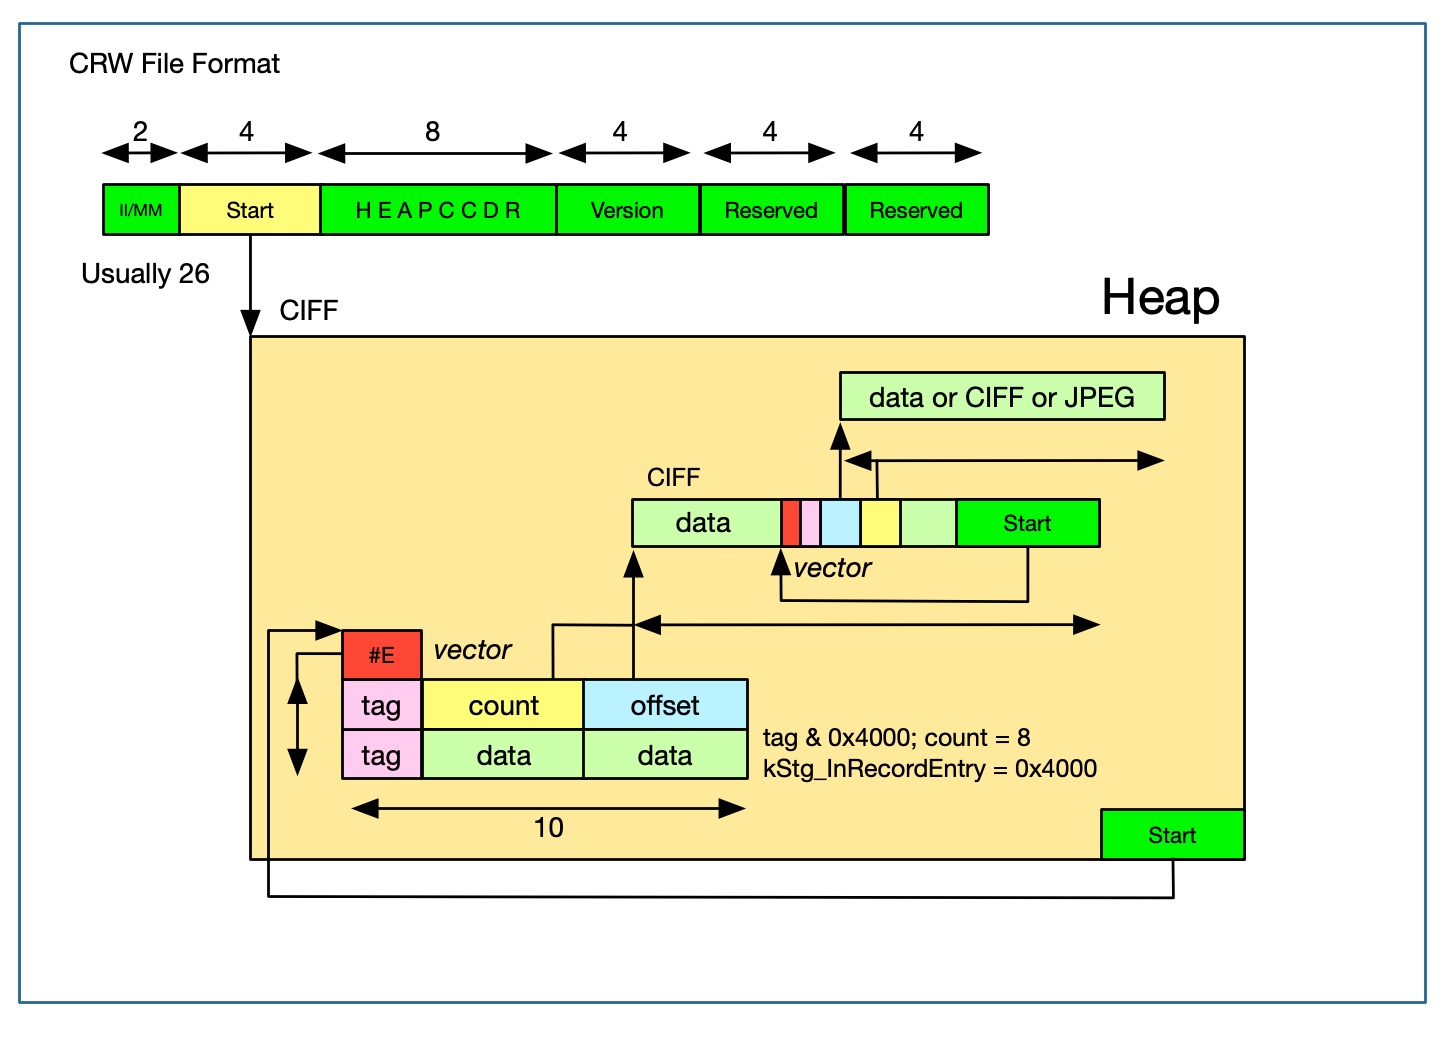 CRW File Format
2 4 8 4 4 4
II/MM Start H E A P C C D R Version Reserved Reserved
Usually 26
CIFF
Heap
data or CIFF or JPEG
CIFF
data Start
vector
#E vector
tag count offset
tag data data
tag & 0x4000; count = 8
kStg_InRecordEntry = 0x4000
10
Start